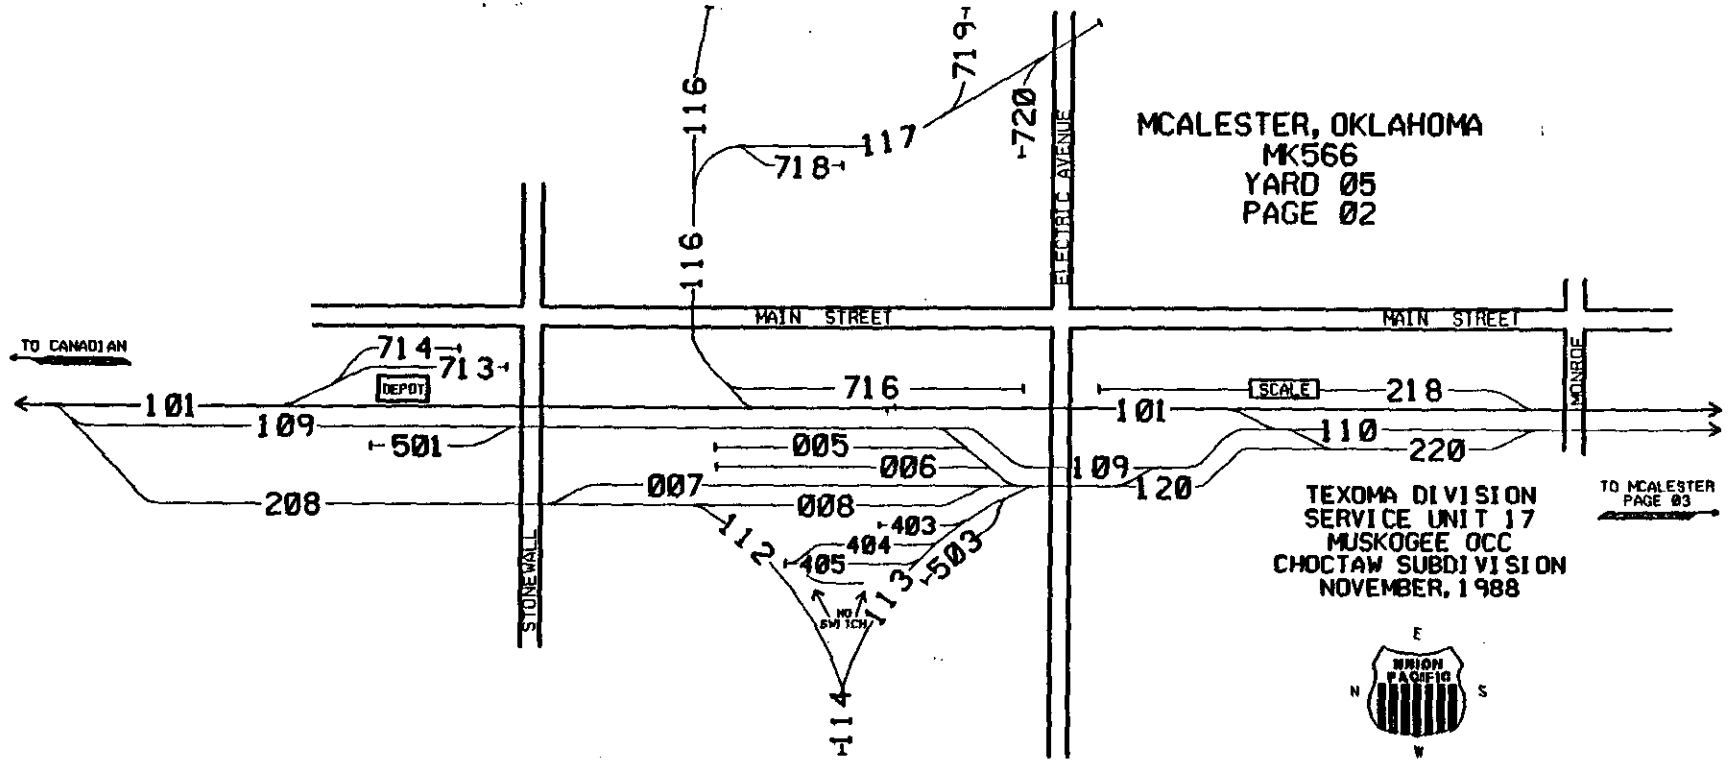 MCALESTER, OKLAHOMA
MK566
YARD 05
PAGE 02
116
719
720
117
718
ELECTRIC AVENUE
116
MAIN STREET
MAIN STREET
TO CANADIAN
714
713
DEPOT
MONROE
716
SCALE
218
101
101
109
110
501
005
220
006
109
007
120
208
008
TO MCALESTER
PAGE 03
112
403
404
503
405
113
NO
SWITCH
STONEWALL
114
TEXOMA DIVISION
SERVICE UNIT 17
MUSKOGEE OCC
CHOCTAW SUBDIVISION
NOVEMBER, 1988
E
UNION
PACIFIC
N
S
W